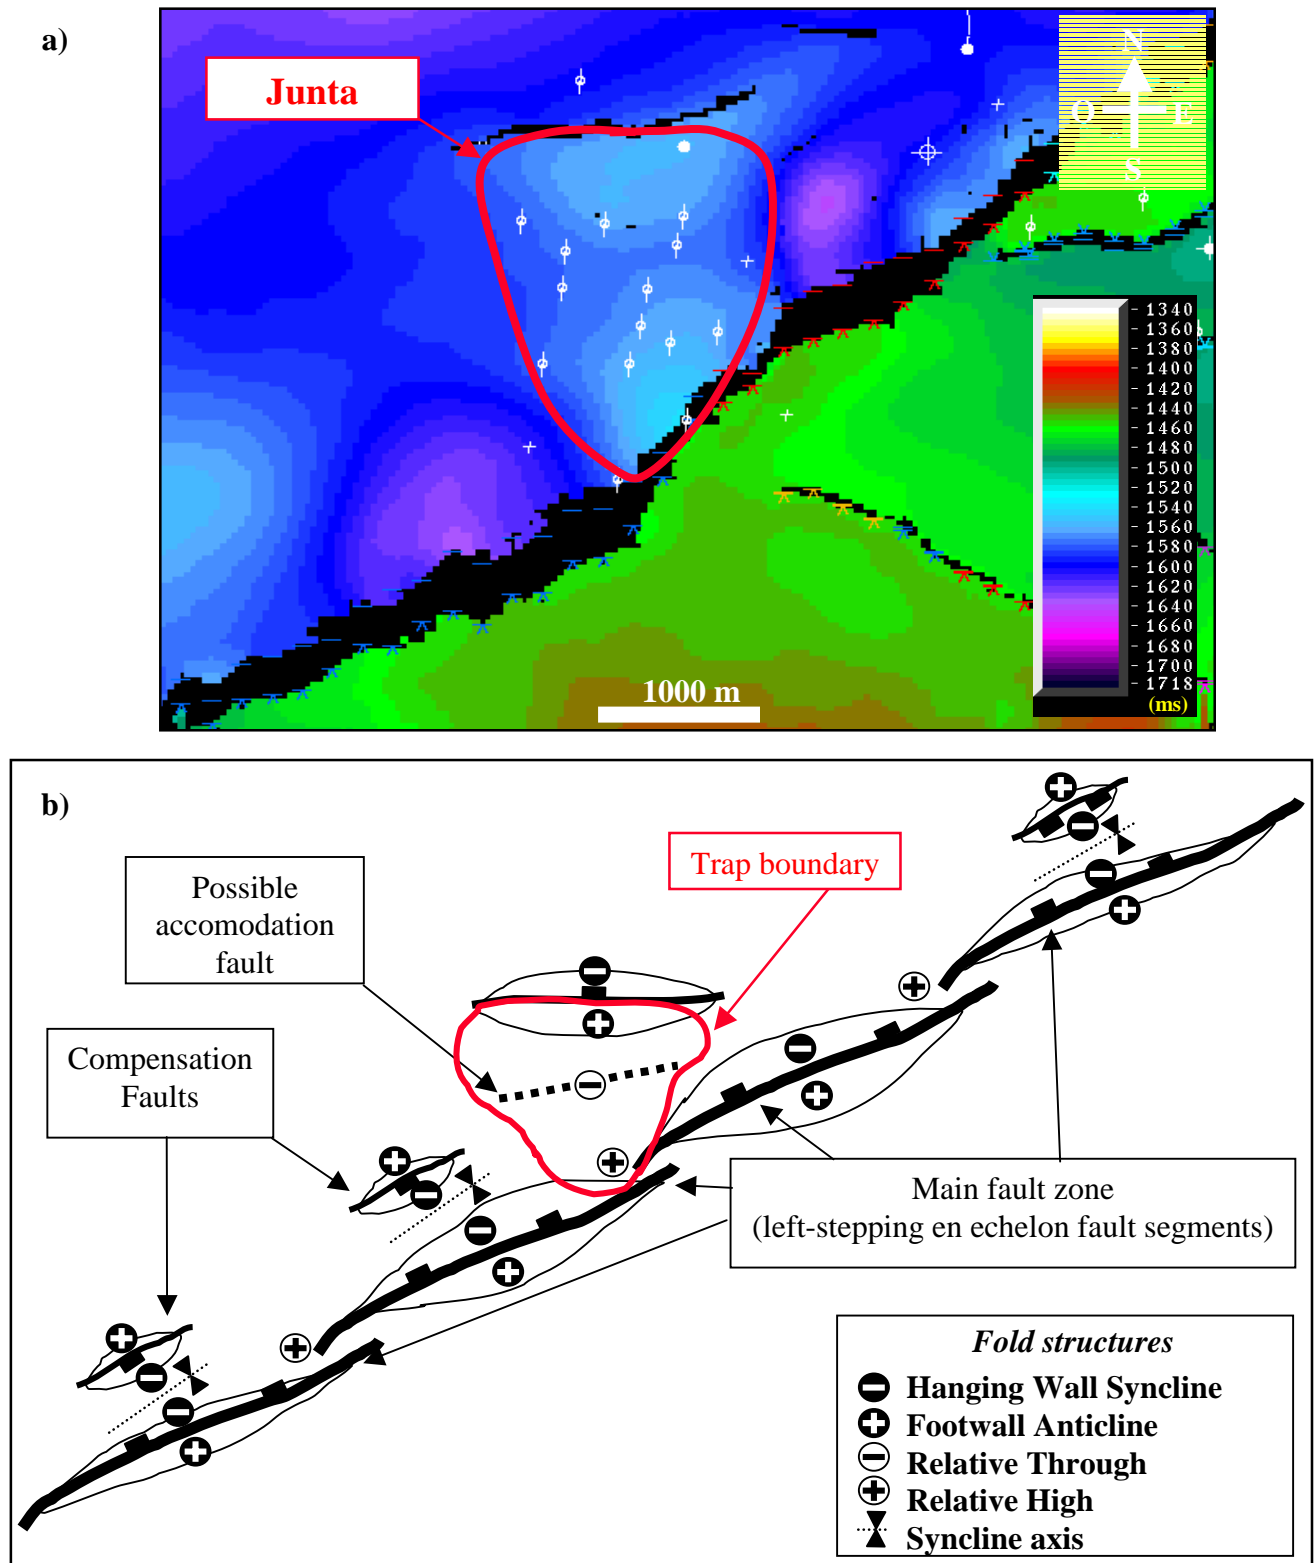 a)
Junta
N
O E
S
1340
1360
1380
1400
1420
1440
1460
1480
1500
1520
1540
1560
1580
1600
1620
1640
1660
1680
1700
1718
(ms)
1000 m
b)
Trap boundary
Possible
accomodation
fault
Compensation
Faults
Main fault zone
(left-stepping en echelon fault segments)
Fold structures
Hanging Wall Syncline
Footwall Anticline
Relative Through
Relative High
Syncline axis